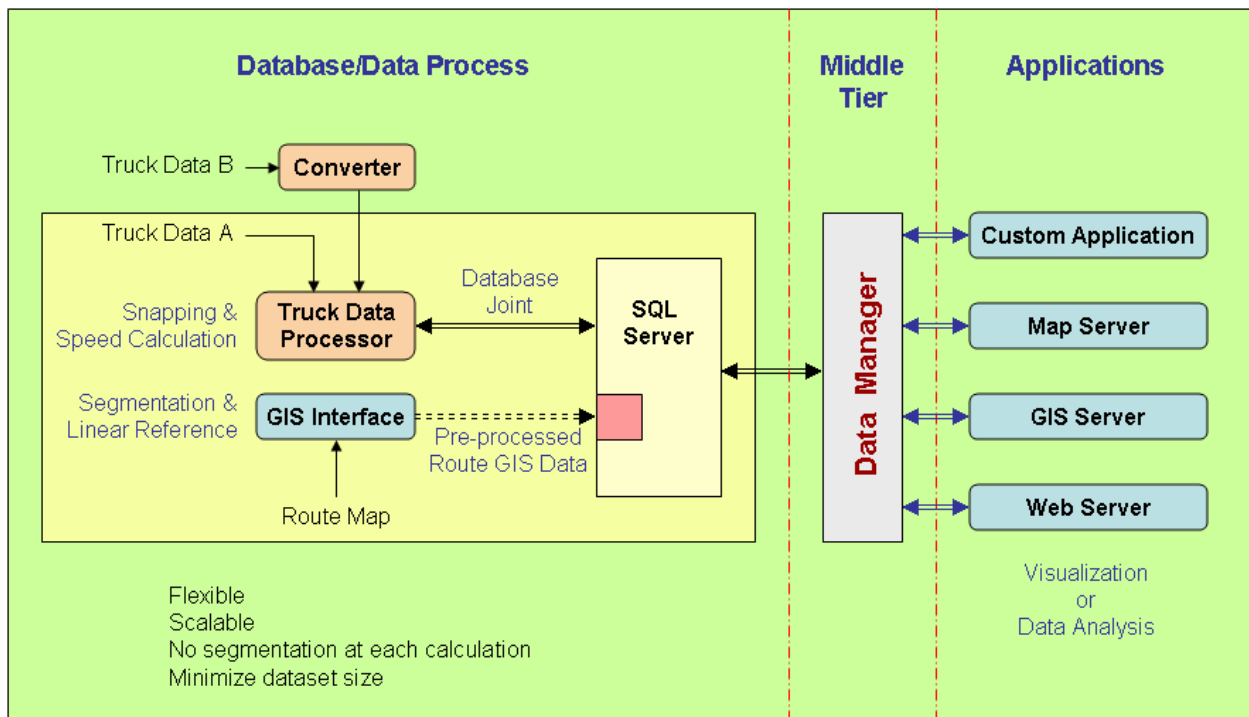 Database/Data Process
Middle
Tier
Applications
Truck Data B
Converter
Truck Data A
Snapping &
Speed Calculation
Truck Data
Processor
Database
Joint
SQL
Server
Segmentation &
Linear Reference
GIS Interface
Pre-processed
Route GIS Data
Route Map
Data Manager
Custom Application
Map Server
GIS Server
Web Server
Visualization
or
Data Analysis
Flexible
Scalable
No segmentation at each calculation
Minimize dataset size